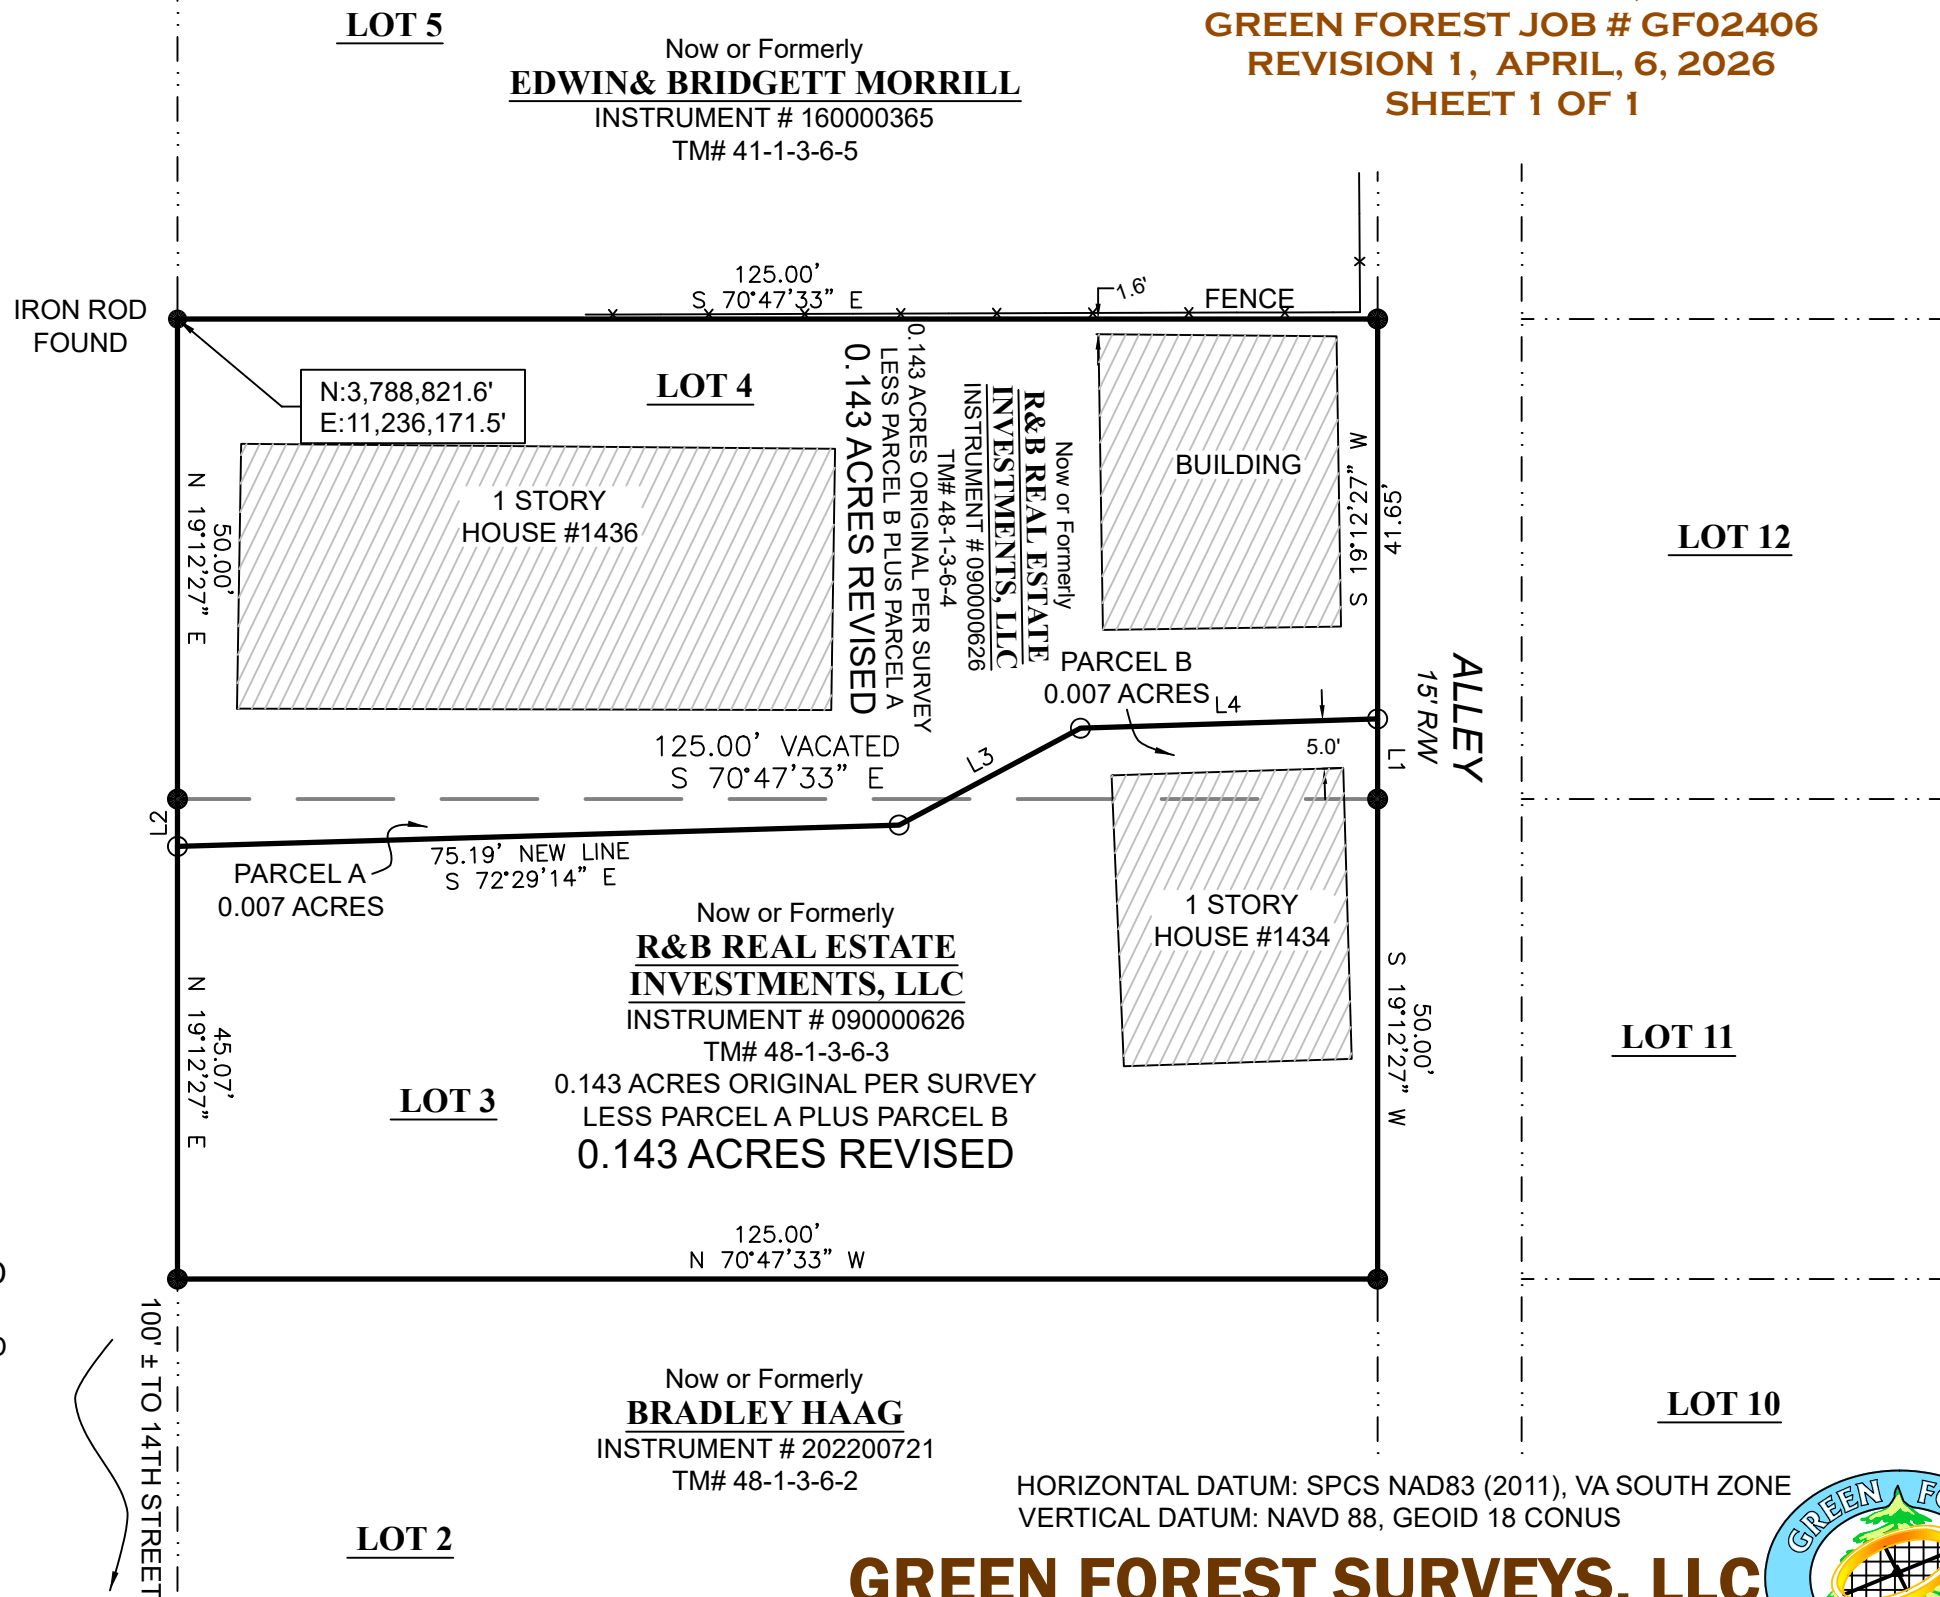 LOT 5
Now or Formerly
EDWIN& BRIDGETT MORRILL
INSTRUMENT # 160000365
TM# 41-1-3-6-5
GREEN FOREST JOB # GF02406
REVISION 1, APRIL, 6, 2026
SHEET 1 OF 1
IRON ROD
FOUND
125.00'
S 70°47'33" E
1.6'
FENCE
N:3,788,821.6'
E:11,236,171.5'
LOT 4
1 STORY
HOUSE #1436
50.00'
N 19°12'27" E
Now or Formerly
R&B REAL ESTATE
INVESTMENTS, LLC
INSTRUMENT # 090000626
TM# 48-1-3-6-4
0.143 ACRES ORIGINAL PER SURVEY
LESS PARCEL B PLUS PARCEL A
0.143 ACRES REVISED
BUILDING
41.65'
S 19°12'27" W
LOT 12
PARCEL B
0.007 ACRES
L4
L3
5.0'
L1
ALLEY
15' R/W
125.00' VACATED
S 70°47'33" E
L2
75.19' NEW LINE
S 72°29'14" E
PARCEL A
0.007 ACRES
1 STORY
HOUSE #1434
Now or Formerly
R&B REAL ESTATE
INVESTMENTS, LLC
INSTRUMENT # 090000626
TM# 48-1-3-6-3
0.143 ACRES ORIGINAL PER SURVEY
LESS PARCEL A PLUS PARCEL B
0.143 ACRES REVISED
45.07'
N 19°12'27" E
LOT 3
50.00'
S 19°12'27" W
LOT 11
125.00'
N 70°47'33" W
100' ± TO 14TH STREET
Now or Formerly
BRADLEY HAAG
INSTRUMENT # 202200721
TM# 48-1-3-6-2
LOT 10
LOT 2
HORIZONTAL DATUM: SPCS NAD83 (2011), VA SOUTH ZONE
VERTICAL DATUM: NAVD 88, GEOID 18 CONUS
GREEN FOREST SURVEYS, LLC
GREEN